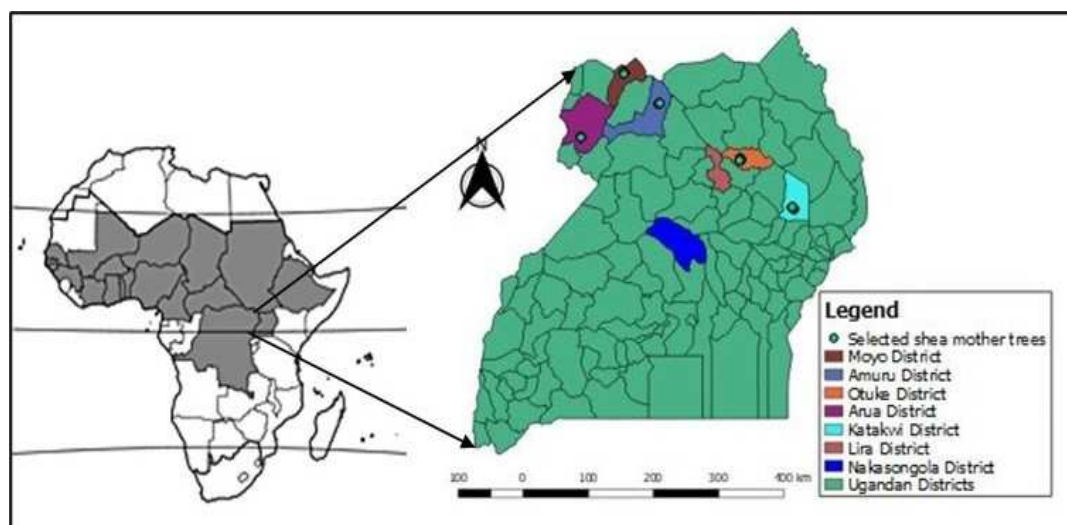 N
Legend
Selected shea mother trees
Moyo District
Amuru District
Otuke District
Arua District
Katakwi District
Lira District
Nakasongola District
Ugandan Districts
100 0 100 200 300 400 km